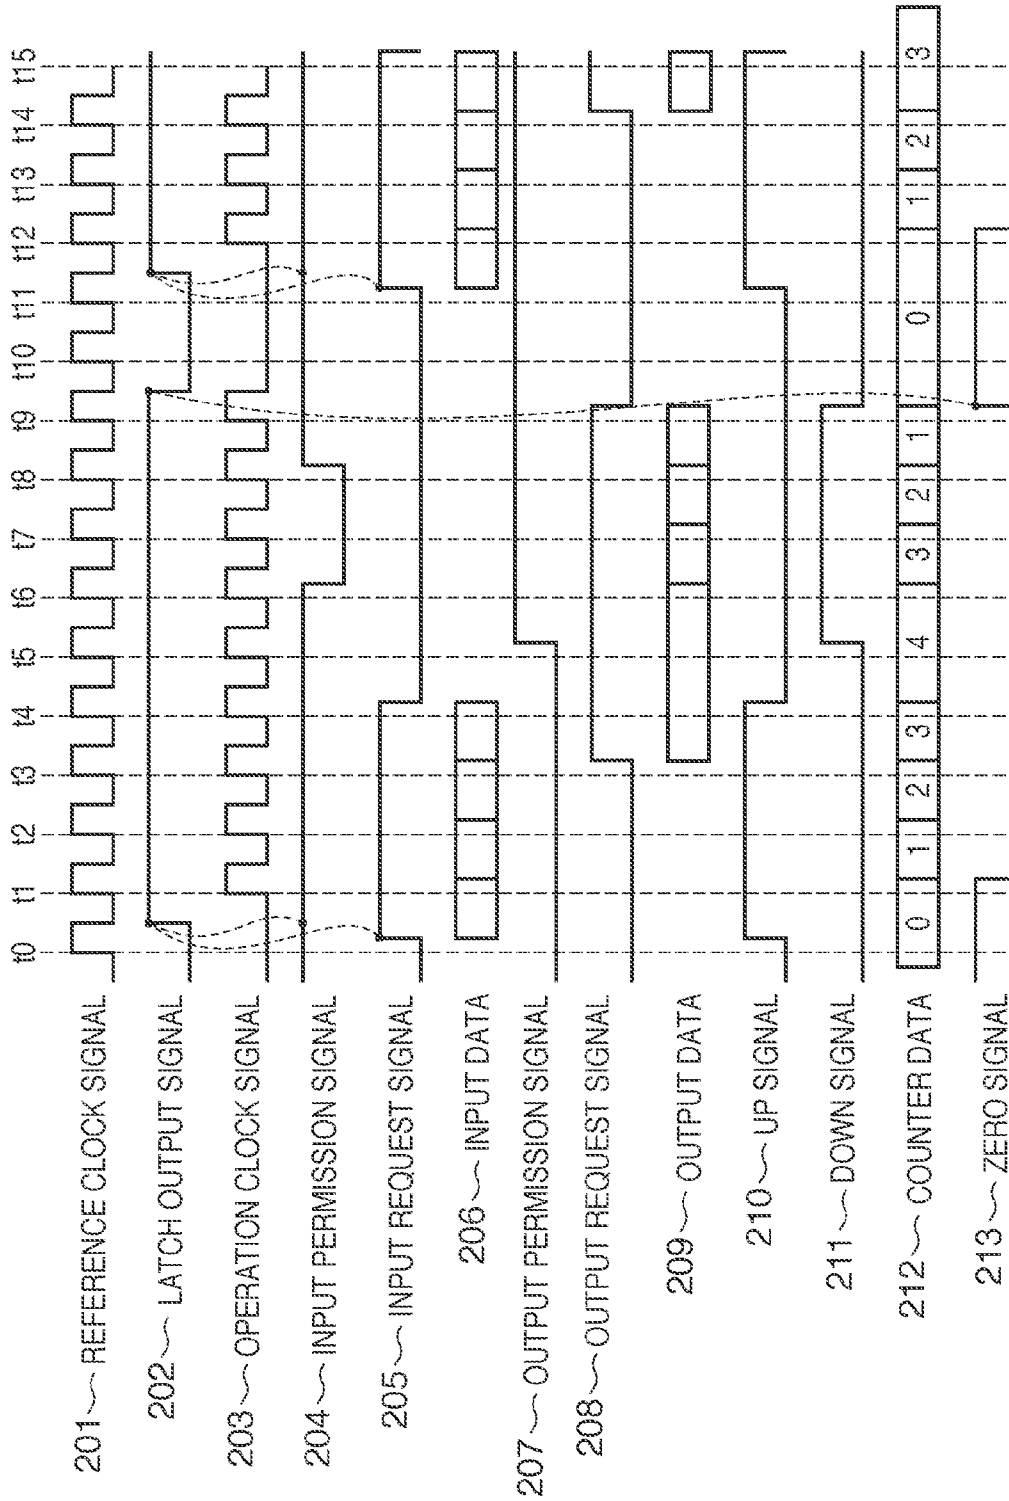 t0 t1 t2 t3 t4 t5 t6 t7 t8 t9 t10 t11 t12 t13 t14 t15
201 REFERENCE CLOCK SIGNAL
202 LATCH OUTPUT SIGNAL
203 OPERATION CLOCK SIGNAL
204 INPUT PERMISSION SIGNAL
205 INPUT REQUEST SIGNAL
206 INPUT DATA
207 OUTPUT PERMISSION SIGNAL
208 OUTPUT REQUEST SIGNAL
209 OUTPUT DATA
210 UP SIGNAL
211 DOWN SIGNAL
212 COUNTER DATA 0 1 2 3 4 3 2 1 0 1 2 3
213 ZERO SIGNAL